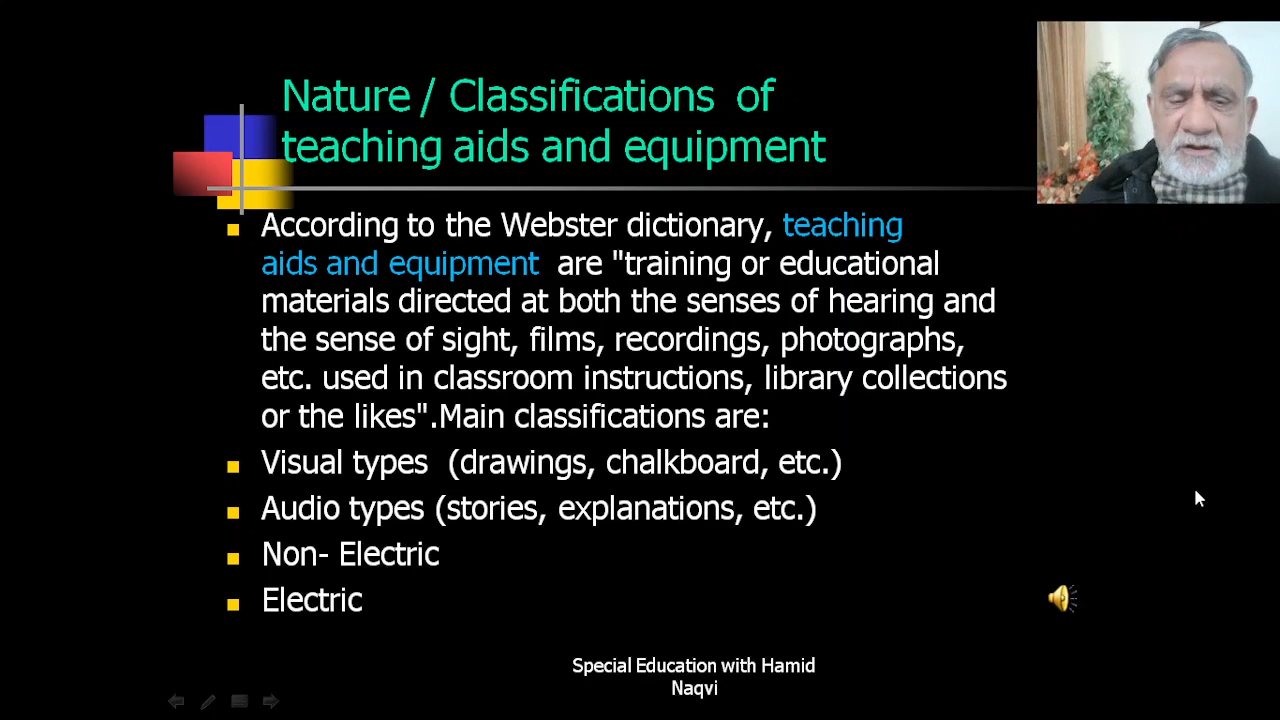 Nature / Classifications of
teaching aids and equipment
According to the Webster dictionary, teaching
aids and equipment are "training or educational
materials directed at both the senses of hearing and
the sense of sight, films, recordings, photographs,
etc. used in classroom instructions, library collections
or the likes".Main classifications are:
Visual types (drawings, chalkboard, etc.)
Audio types (stories, explanations, etc.)
Non- Electric
Electric
Special Education with Hamid
Naqvi